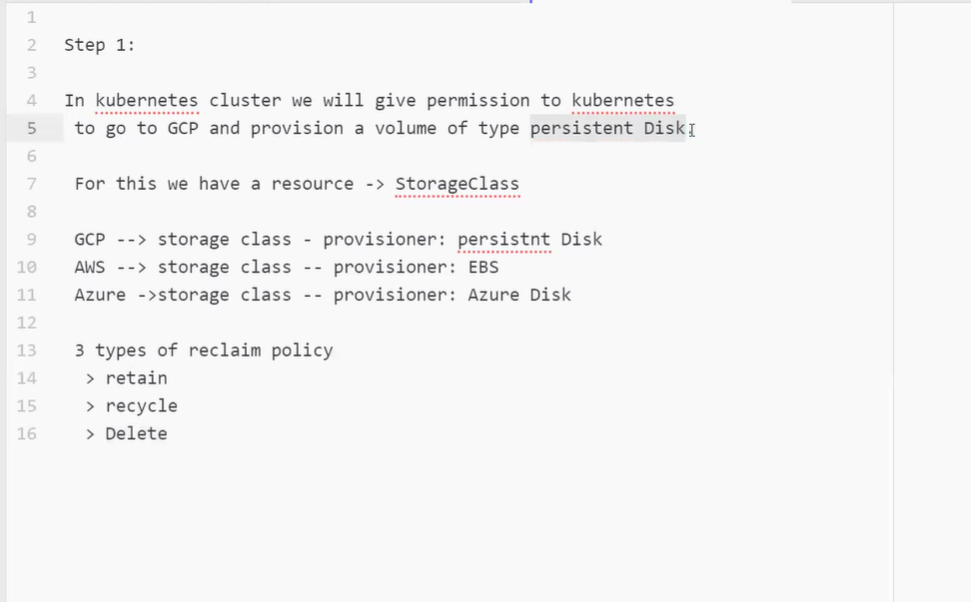 1
2 Step 1:
3
4 In kubernetes cluster we will give permission to kubernetes
5 to go to GCP and provision a volume of type persistent Disk
6
7 For this we have a resource -> StorageClass
8
9 GCP --> storage class - provisioner: persistnt Disk
10 AWS --> storage class -- provisioner: EBS
11 Azure ->storage class -- provisioner: Azure Disk
12
13 3 types of reclaim policy
14 > retain
15 > recycle
16 > Delete